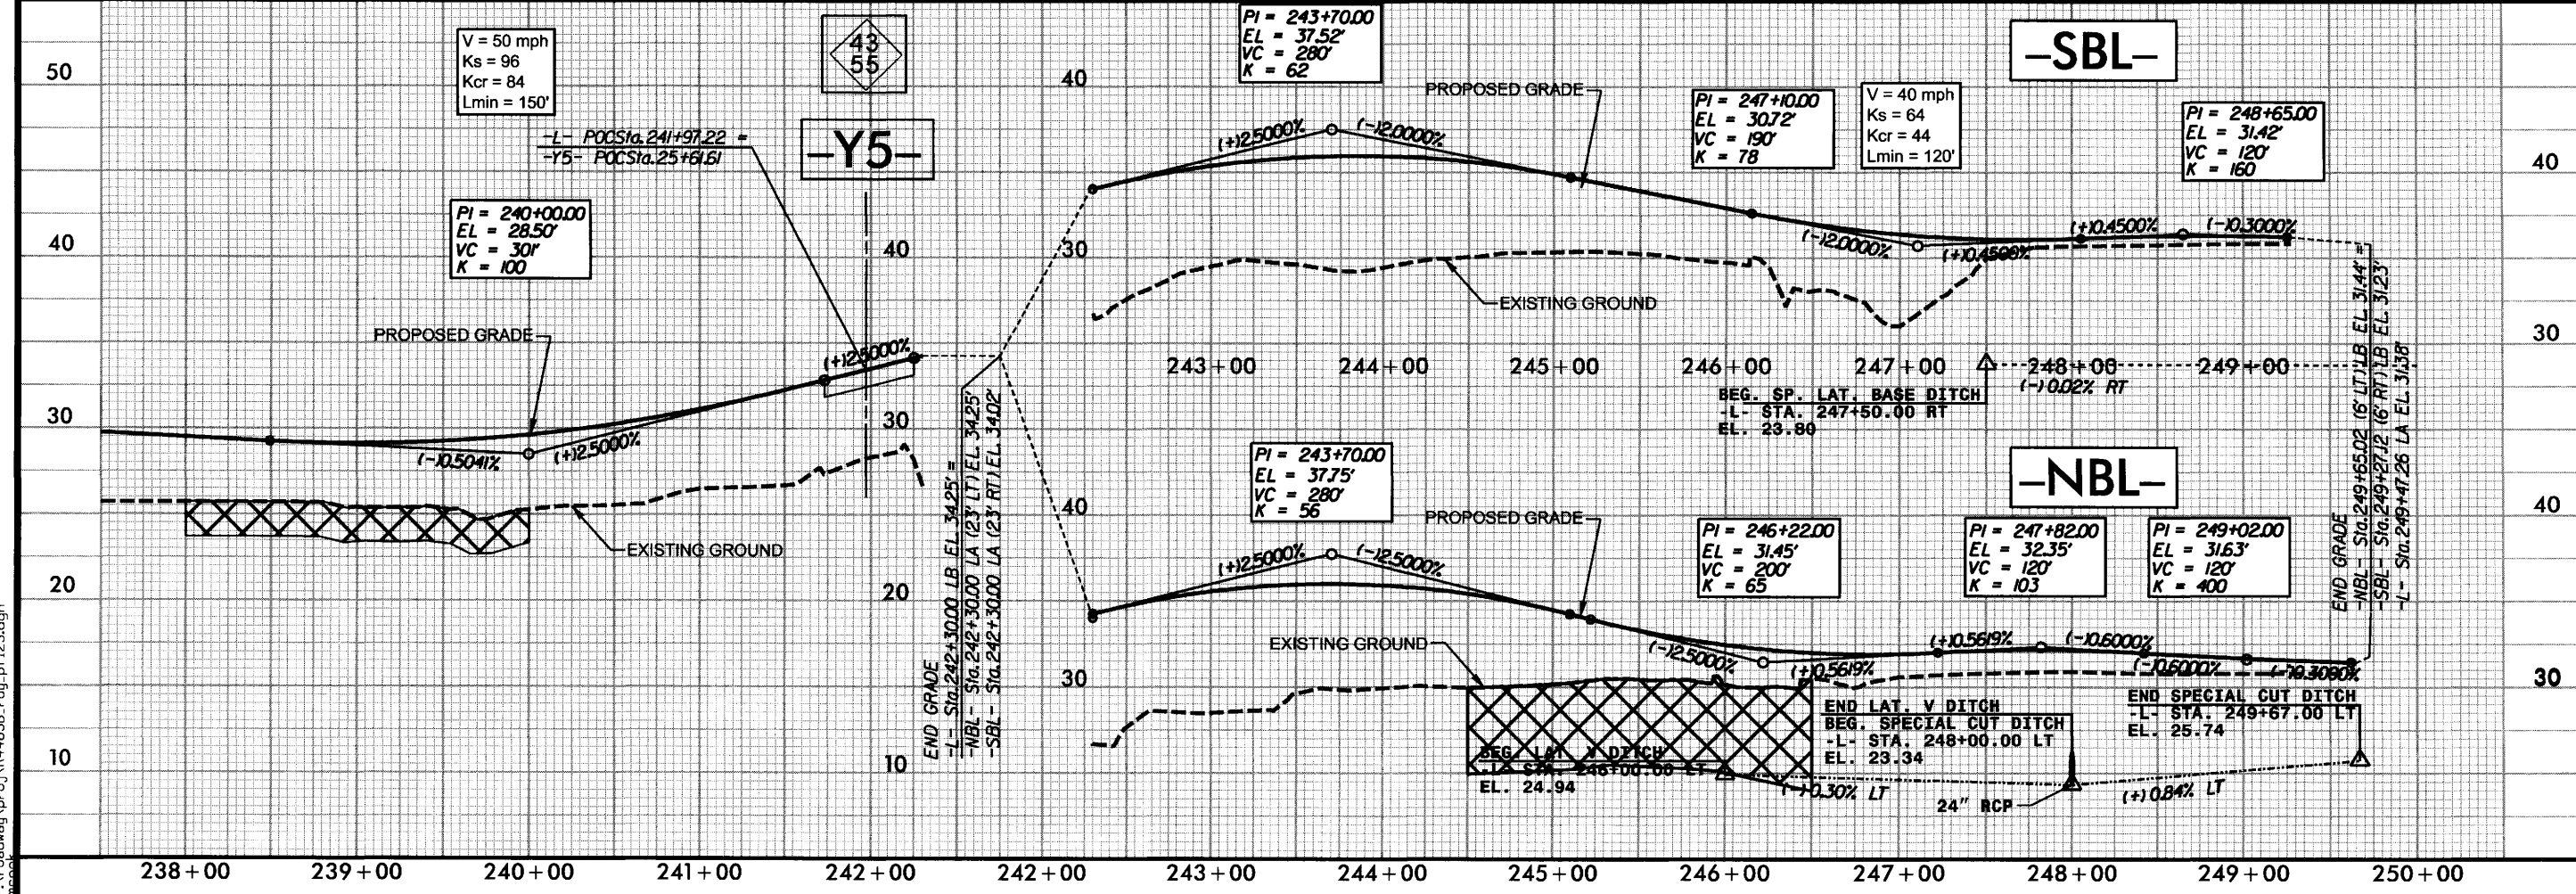 V = 50 mph
Ks = 96
Kcr = 84
Lmin = 150'
43
55
-L- POCSta.241+97.22 =
-Y5- POCSta.25+61.61
-Y5-
PI = 240+00.00
EL = 28.50'
VC = 301'
K = 100
PROPOSED GRADE
(-)0.5041%
(+)2.5000%
(+)2.5000%
EXISTING GROUND
50
40
30
20
10
40
30
20
10
END GRADE
-L- Sta.242+30.00 LB EL 34.25' =
-NBL- Sta.242+30.00 LA (23' LT) EL. 34.25'
-SBL- Sta.242+30.00 LA (23' RT) EL. 34.02'
PI = 243+70.00
EL = 37.52'
VC = 280'
K = 62
40
30
(+)2.5000%
(-)2.0000%
PROPOSED GRADE
-SBL-
PI = 247+10.00
EL = 30.72'
VC = 190'
K = 78
V = 40 mph
Ks = 64
Kcr = 44
Lmin = 120'
PI = 248+65.00
EL = 31.42'
VC = 120'
K = 160
40
30
(-)2.0000%
(+)0.4500%
(+)0.4500%
(-)0.3000%
EXISTING GROUND
243+00
244+00
245+00
246+00
247+00
248+00
249+00
BEG. SP. LAT. BASE DITCH
-L- STA. 247+50.00 RT
EL. 23.80
(-)0.02% RT
END GRADE
-NBL- Sta.249+65.02 (6' LT) LB EL 31.44' =
-SBL- Sta.249+27.12 (6' RT) LB EL 31.23'
-L- Sta.249+47.26 LA EL 31.38'
PI = 243+70.00
EL = 37.75'
VC = 280'
K = 56
40
30
(+)2.5000%
(-)2.5000%
PROPOSED GRADE
-NBL-
PI = 246+22.00
EL = 31.45'
VC = 200'
K = 65
PI = 247+82.00
EL = 32.35'
VC = 120'
K = 103
PI = 249+02.00
EL = 31.63'
VC = 120'
K = 400
40
30
EXISTING GROUND
(-)2.5000%
(+)0.5619%
(+)0.5619%
(-)0.6000%
(-)0.6000%
(-)0.3000%
BEG. LAT. V DITCH
-L- STA. 246+00.00 LT
EL. 24.94
END LAT. V DITCH
BEG. SPECIAL CUT DITCH
-L- STA. 248+00.00 LT
EL. 23.34
END SPECIAL CUT DITCH
-L- STA. 249+67.00 LT
EL. 25.74
(-)0.30% LT
24" RCP
(+)0.84% LT
238+00
239+00
240+00
241+00
242+00
242+00
243+00
244+00
245+00
246+00
247+00
248+00
249+00
250+00